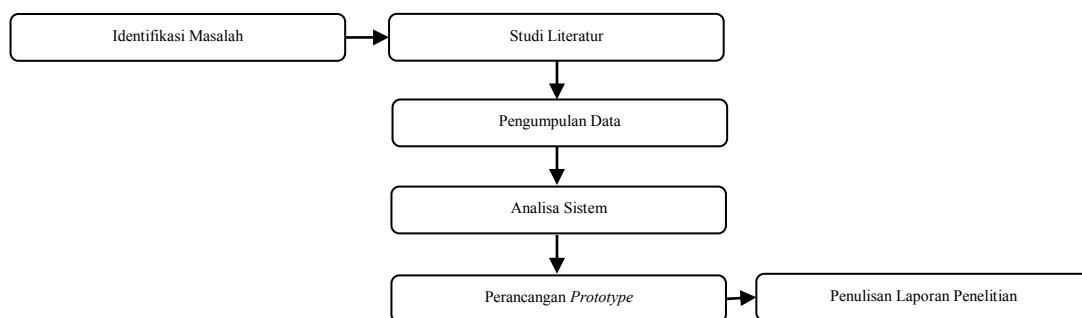 Identifikasi Masalah
Studi Literatur
Pengumpulan Data
Analisa Sistem
Perancangan Prototype
Penulisan Laporan Penelitian